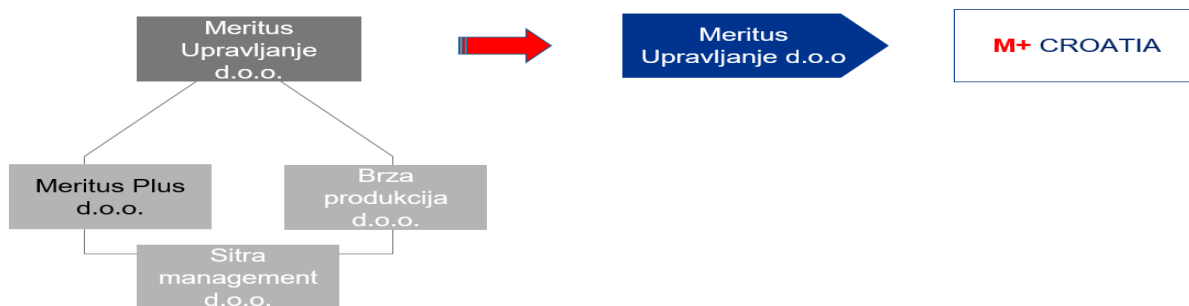 Meritus
Upravljanje
d.o.o.
Meritus
Upravljanje d.o.o
M+ CROATIA
Meritus Plus
d.o.o.
Brza
produkcija
d.o.o.
Sitra
management
d.o.o.